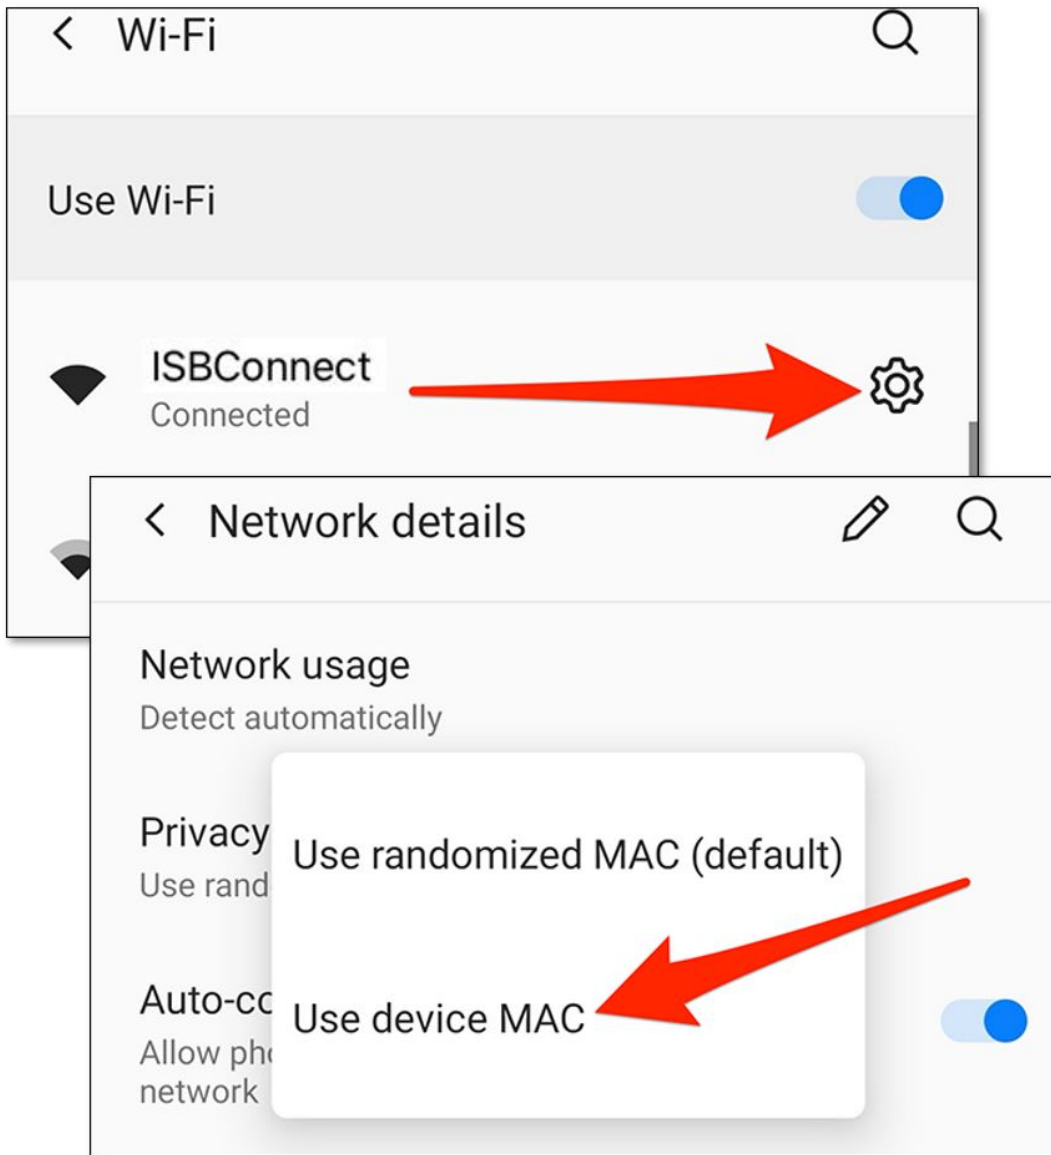 Wi-Fi
Use Wi-Fi
ISBConnect
Connected
Network details
Network usage
Detect automatically
Privacy
Use rand
Use randomized MAC (default)
Auto-co
Use device MAC
Allow pho
network